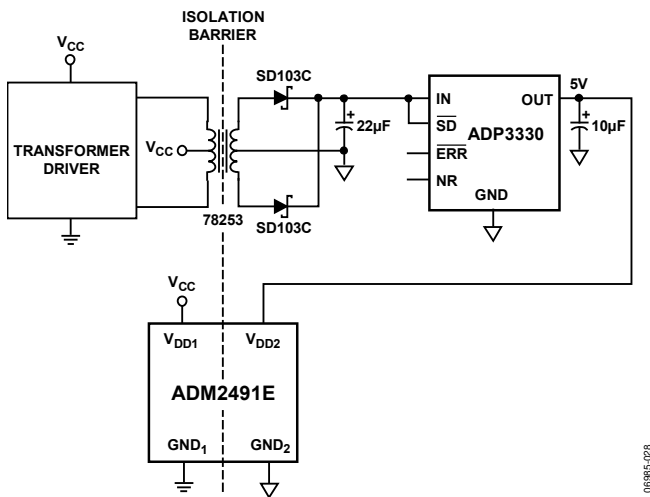 ISOLATION
BARRIER
VCC
SD103C
5V
IN
OUT
SD
ADP3330
ERR
NR
GND
22µF
+
10µF
+
TRANSFORMER
DRIVER
VCC
78253
SD103C
VCC
VDD1
VDD2
ADM2491E
GND1
GND2
06985-028